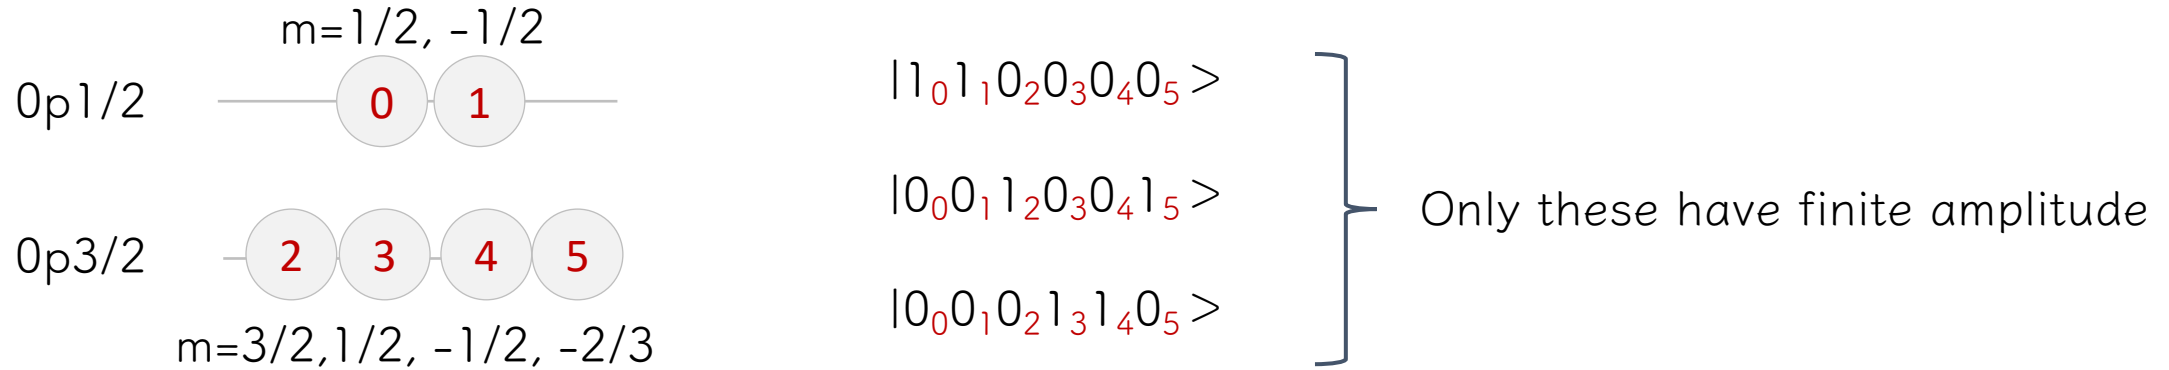 m=1/2, -1/2
0p1/2
0 1
0p3/2
2 3 4 5
m=3/2,1/2, -1/2, -2/3
|1₀1₁0₂0₃0₄0₅>
|0₀0₁1₂0₃0₄1₅>
|0₀0₁0₂1₃1₄0₅>
Only these have finite amplitude